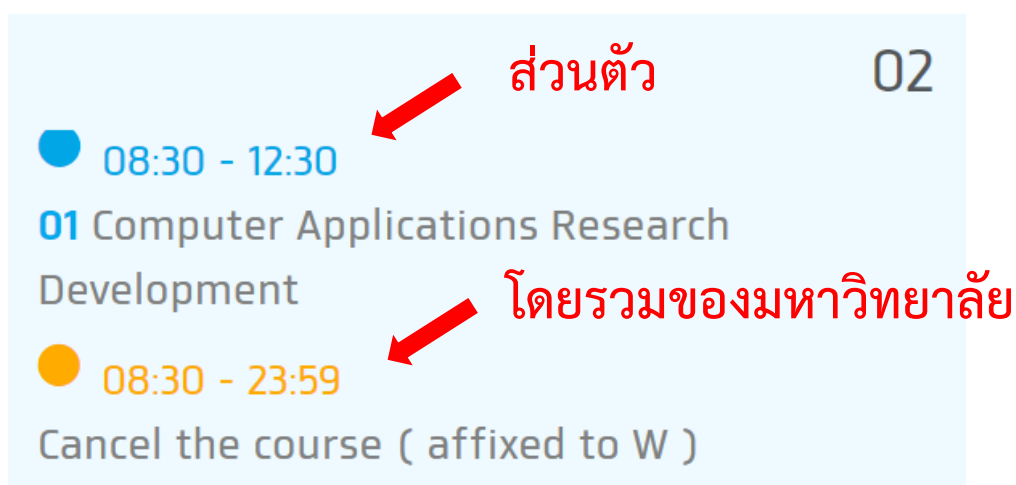 ส่วนตัว
02
08:30 - 12:30
01 Computer Applications Research
Development
โดยรวมของมหาวิทยาลัย
08:30 - 23:59
Cancel the course ( affixed to W )